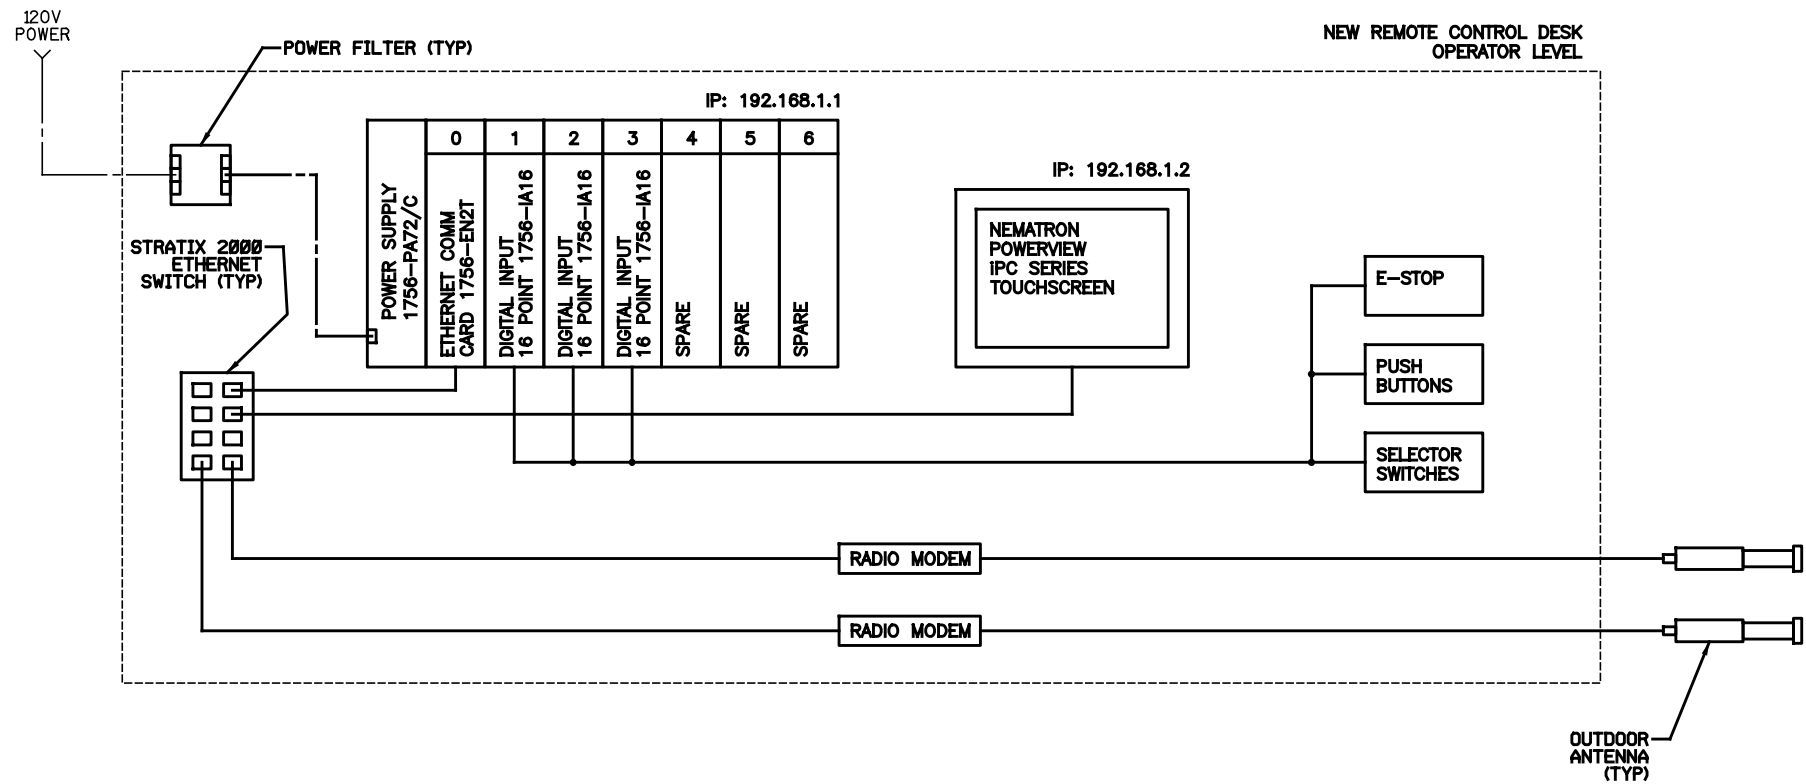 120V
POWER
POWER FILTER (TYP)
NEW REMOTE CONTROL DESK
OPERATOR LEVEL
IP: 192.168.1.1
0 1 2 3 4 5 6
POWER SUPPLY
1756-PA72/C
ETHERNET COMM
CARD 1756-EN2T
DIGITAL INPUT
16 POINT 1756-IA16
DIGITAL INPUT
16 POINT 1756-IA16
DIGITAL INPUT
16 POINT 1756-IA16
SPARE
SPARE
SPARE
IP: 192.168.1.2
NEMATRON
POWERVIEW
iPC SERIES
TOUCHSCREEN
STRATIX 2000
ETHERNET
SWITCH (TYP)
E-STOP
PUSH
BUTTONS
SELECTOR
SWITCHES
RADIO MODEM
RADIO MODEM
OUTDOOR
ANTENNA
(TYP)